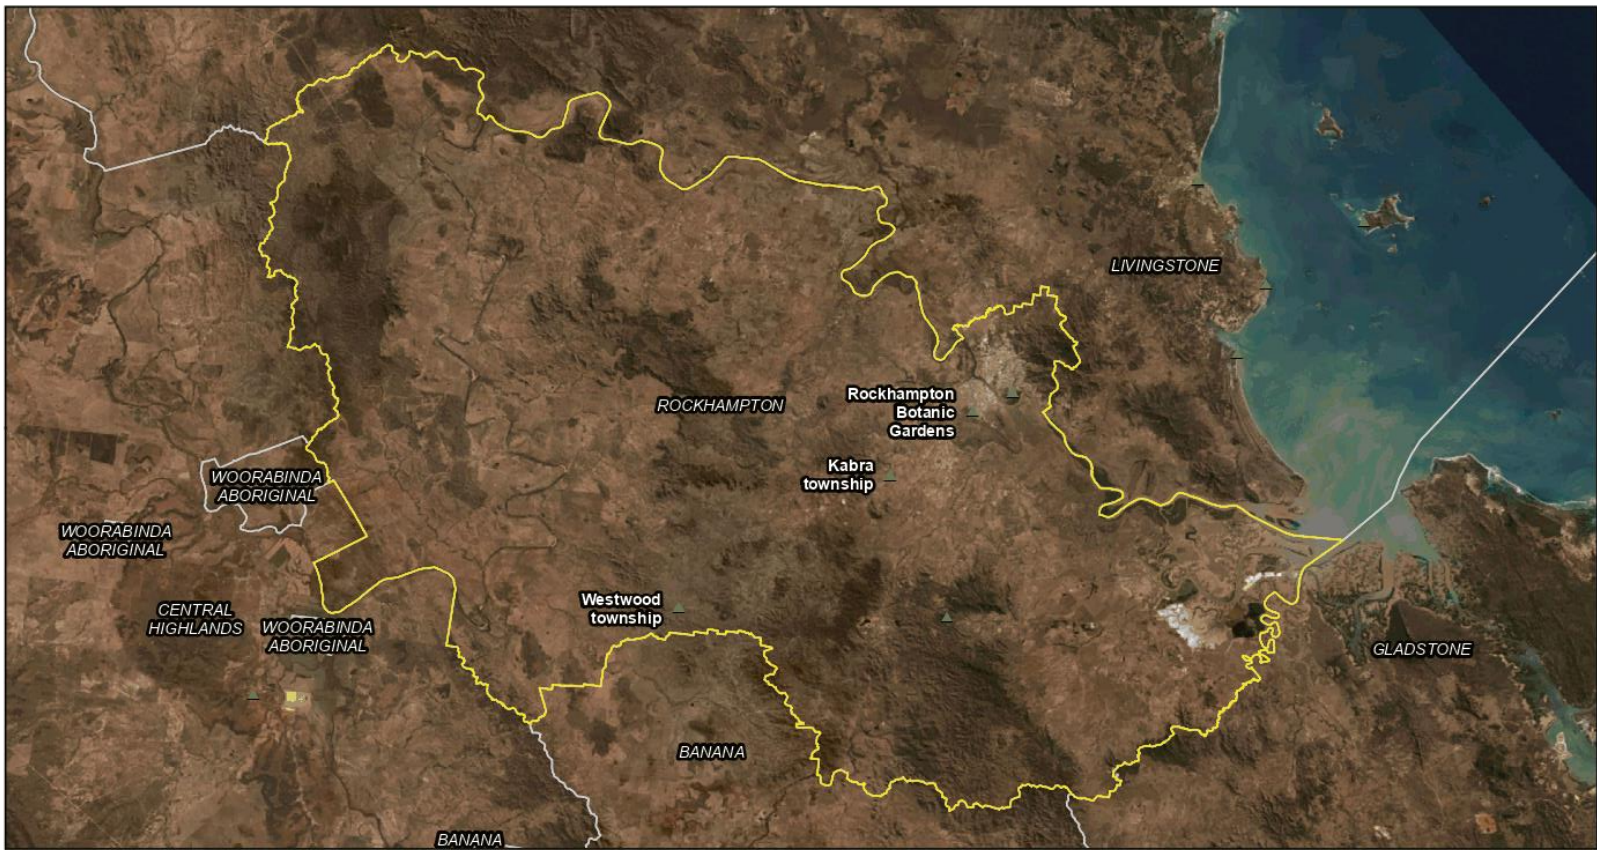 LIVINGSTONE
Rockhampton
Botanic
Gardens
ROCKHAMPTON
Kabra
township
WOORABINDA
ABORIGINAL
WOORABINDA
ABORIGINAL
Westwood
township
CENTRAL
HIGHLANDS
WOORABINDA
ABORIGINAL
GLADSTONE
BANANA
BANANA